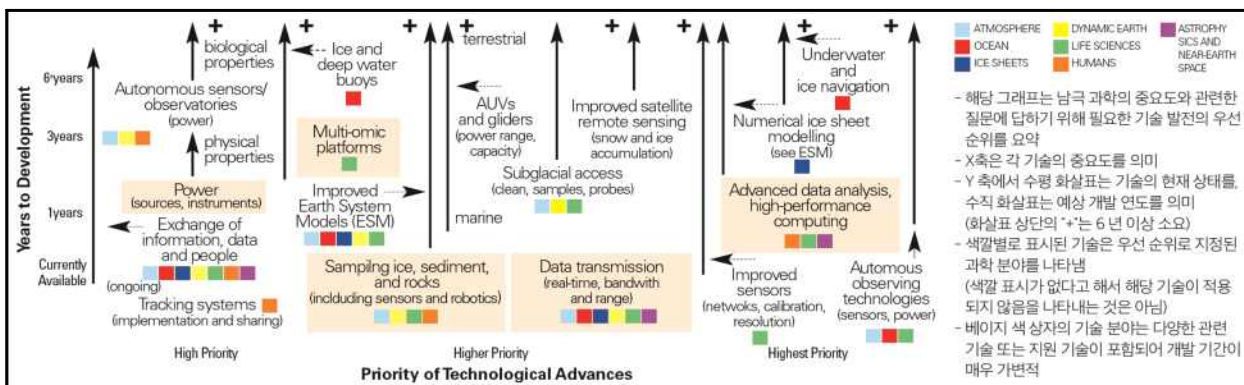 Years to Development
6+years
3years
1years
Currently
Available
biological
properties
Autonomous sensors/
observatories
(power)
physical
properties
Power
(sources, instruments)
Exchange of
information, data
and people
(ongoing)
Tracking systems
(implementation and sharing)
High Priority
+
Ice and
deep water
buoys
Multi-omic
platforms
Improved
Earth System
Models (ESM)
Sampilng ice, sediment,
and rocks
(incluuding sensors and robotics)
+
+
+
terrestrial
AUVs
and gliders
(power range,
capacity)
marine
Subglacial access
(clean, samples, probes)
Improved satellite
remote sensing
(snow and ice
accumulation)
Data transmission
(real-time, bandwith
and range)
Higher Priority
Priority of Technological Advances
+
+
+
+
+
Underwater
and ice
navigation
Numerical ice sheet
modelling
(see ESM)
Advanced data analysis,
high-performance
computing
Improved
sensors
(netwoks, calibration,
resolution)
Automous
observing
technologies
(sensors, power)
Highest Priority
ATMOSPHERE
OCEAN
ICE SHEETS
DYNAMIC EARTH
LIFE SCIENCES
HUMANS
ASTROPHY
SICS AND
NEAR-EARTH
SPACE
- 해당 그래프는 남극 과학의 중요도와 관련한
질문에 답하기 위해 필요한 기술 발전의 우선
순위를 요약
- X축은 각 기술의 중요도를 의미
- Y 축에서 수평 화살표는 기술의 현재 상태를,
수직 화살표는 예상 개발 연도를 의미
(화살표 상단의 "+"는 6 년 이상 소요)
- 색깔별로 표시된 기술은 우선 순위로 지정된
과학 분야를 나타냄
(색깔 표시가 없다고 해서 해당 기술이 적용
되지 않음을 나타내는 것은 아님)
- 베이지 색 상자의 기술 분야는 다양한 관련
기술 또는 지원 기술이 포함되어 개발 기간이
매우 가변적